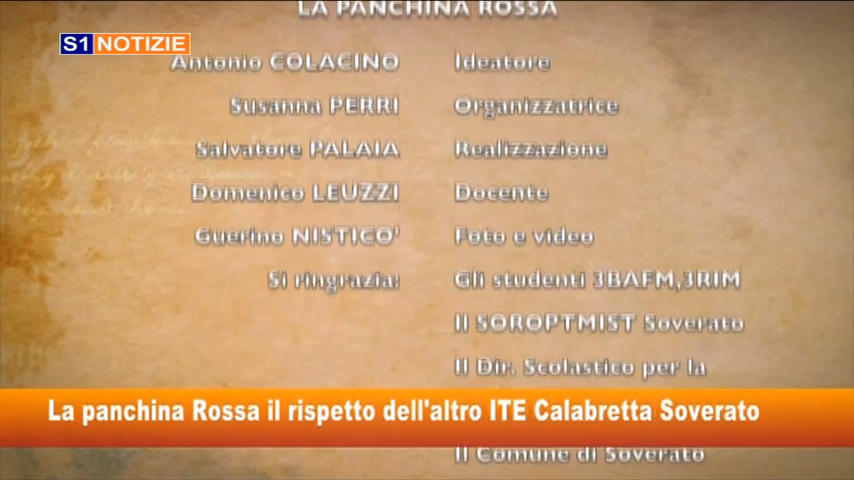 LA PANCHINA ROSSA
S1 NOTIZIE
Antonio COLACINO Ideatore
Susanna PERRI Organizzatrice
Salvatore PALAIA Realizzazione
Domenico LEUZZI Docente
Guerino NISTICO' Foto e video
Si ringrazia: Gli studenti 3BAFM,3RIM
Il SOROPTMIST Soverato
Il Dir. Scolastico per la
La panchina Rossa il rispetto dell'altro ITE Calabretta Soverato
Il Comune di Soverato